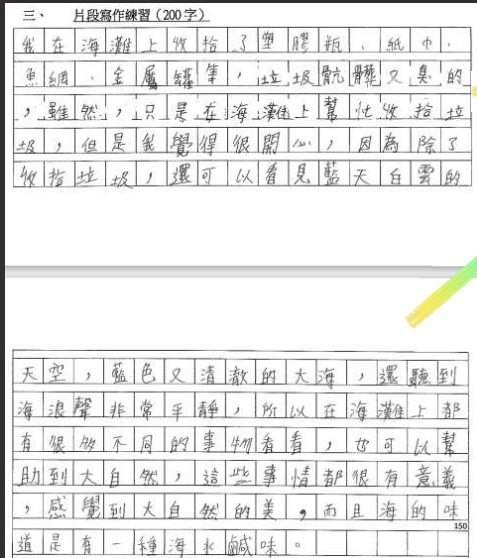 三、 片段寫作練習（200字）
我在海灘上收拾了塑膠瓶、紙巾、
魚網、金屬罐筆，垃圾骯髒又臭的
，雖然，只是在海灘上幫忙收拾垃
圾，但是我覺得很開心，因為除了
收拾垃圾，還可以看見藍天白雲的
天空，藍色又清澈的大海，還聽到
海浪聲非常平靜，所以在海灘上都
有很多不同的事物看看，也可以幫
助到大自然，這些事情都很有意義
，感覺到大自然的美，而且海的味
150
道是有一種海水鹹味。